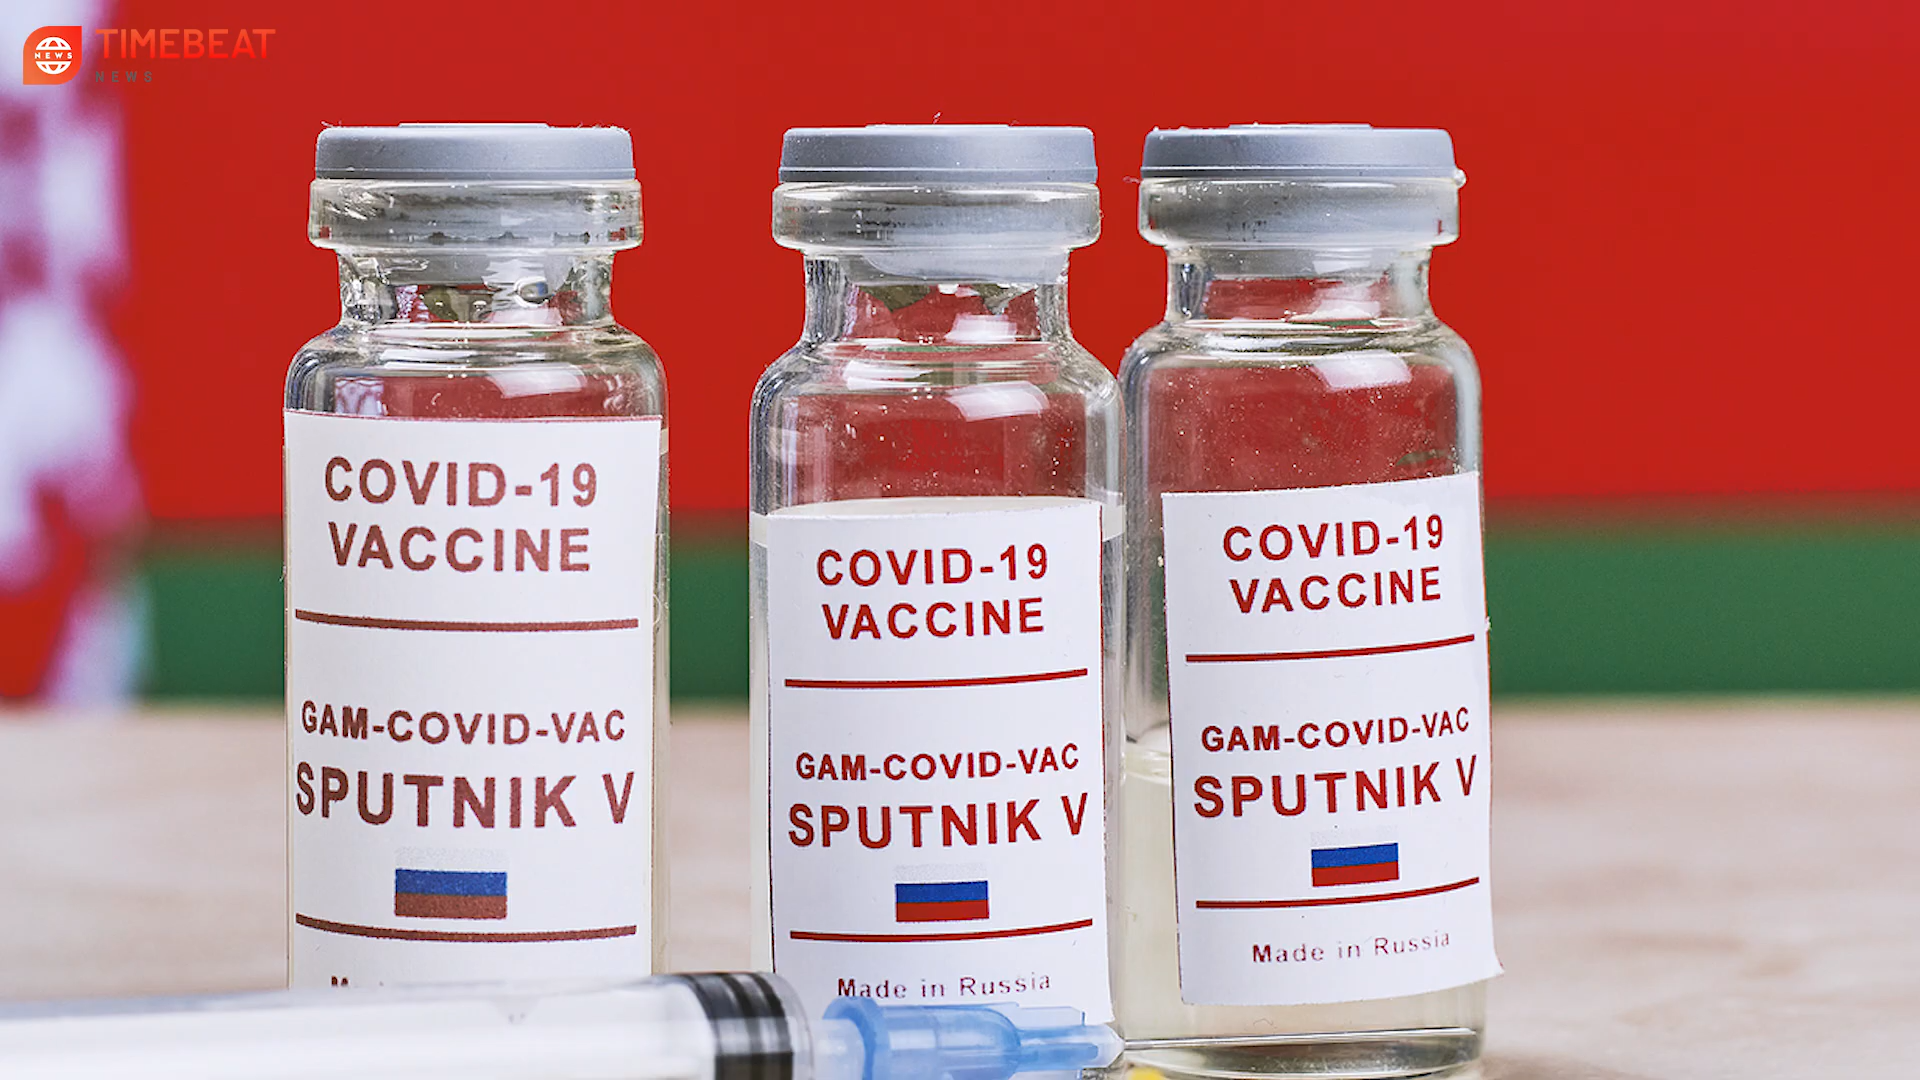 NEWS
TIMEBEAT
NEWS
COVID-19
VACCINE
GAM-COVID-VAC
SPUTNIK V
COVID-19
VACCINE
GAM-COVID-VAC
SPUTNIK V
Made in Russia
COVID-19
VACCINE
GAM-COVID-VAC
SPUTNIK V
Made in Russia